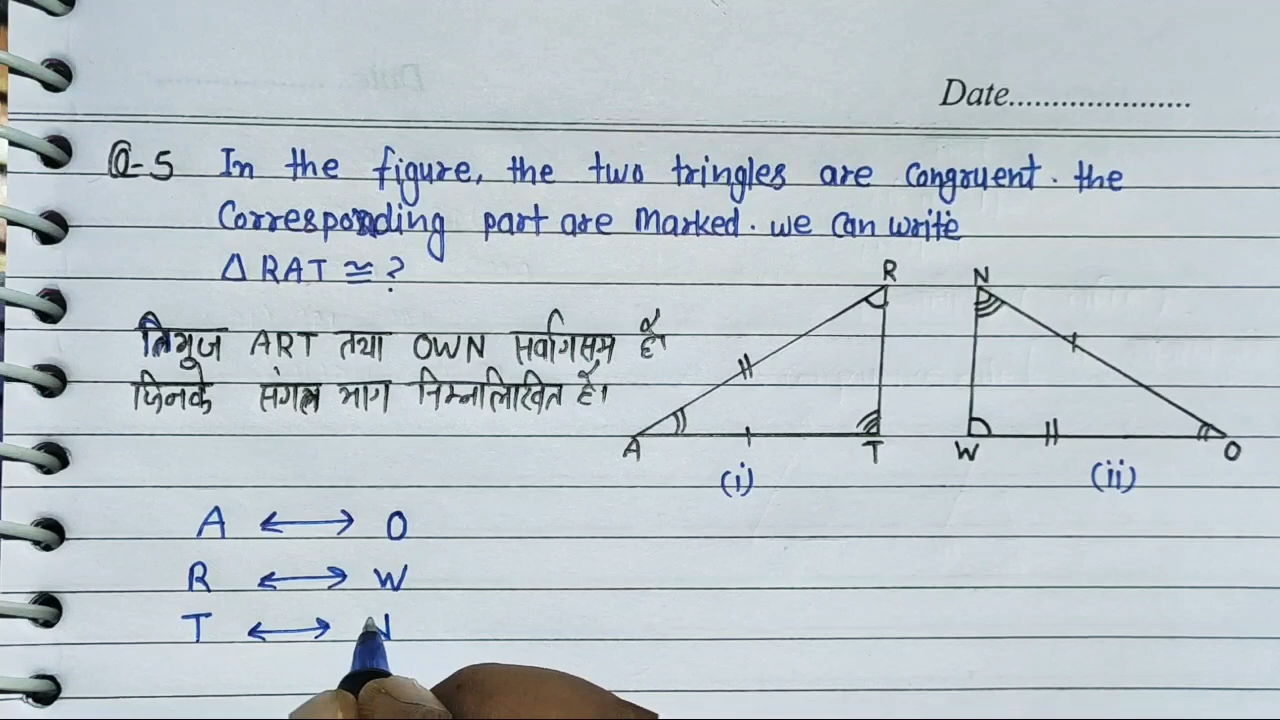 Date.....................
Q-5 In the figure, the two tringles are congruent. the
Corresponding part are Marked. we can write
Δ RAT ≅ ?
R N
त्रिभुज ART तथा OWN सर्वागसम है।
जिनके संगत भाग निम्नालिखित है।
A T W O
(i) (ii)
A ⟷ O
R ⟷ W
T ⟷ N